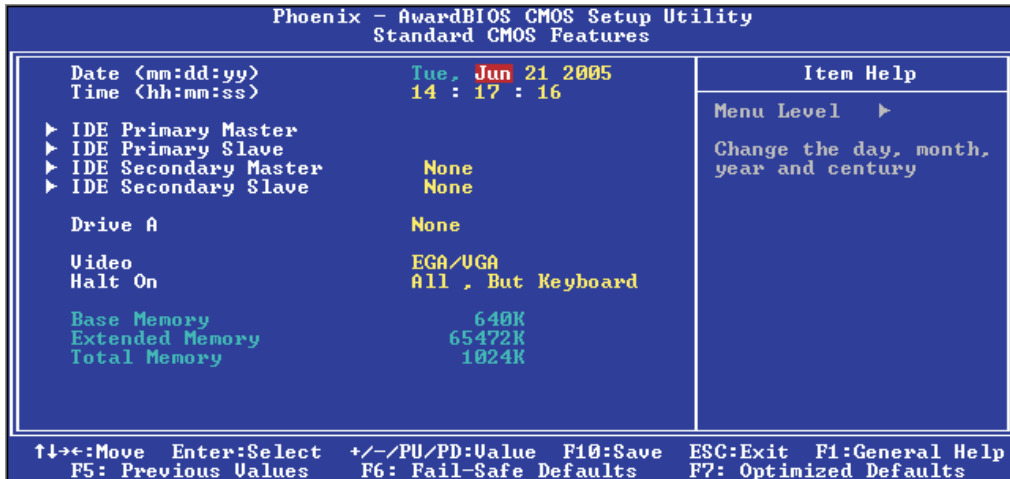 Phoenix - AwardBIOS CMOS Setup Utility
Standard CMOS Features
Date (mm:dd:yy) Tue, Jun 21 2005
Time (hh:mm:ss) 14 : 17 : 16
▶ IDE Primary Master
▶ IDE Primary Slave
▶ IDE Secondary Master None
▶ IDE Secondary Slave None
Drive A None
Video EGA/VGA
Halt On All , But Keyboard
Base Memory 640K
Extended Memory 65472K
Total Memory 1024K
Item Help
Menu Level ▶
Change the day, month,
year and century
↑↓→←:Move Enter:Select +/-/PU/PD:Value F10:Save ESC:Exit F1:General Help
F5: Previous Values F6: Fail-Safe Defaults F7: Optimized Defaults